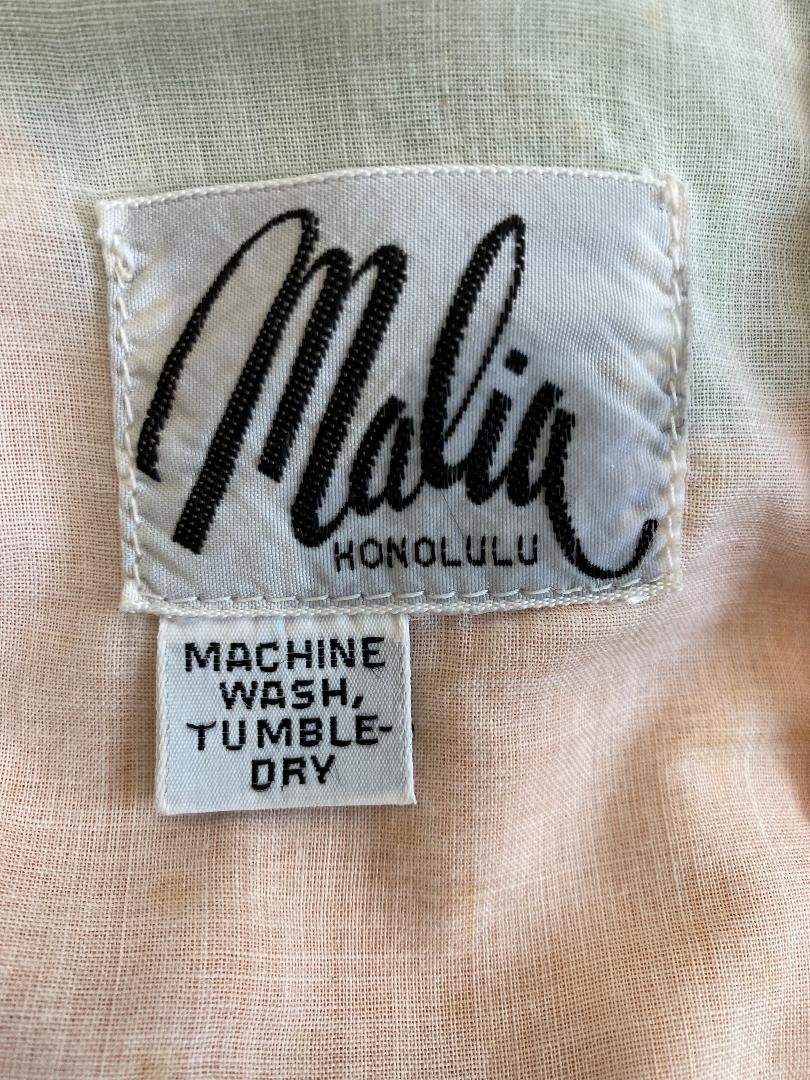 Malia
HONOLULU
MACHINE
WASH,
TUMBLE-
DRY